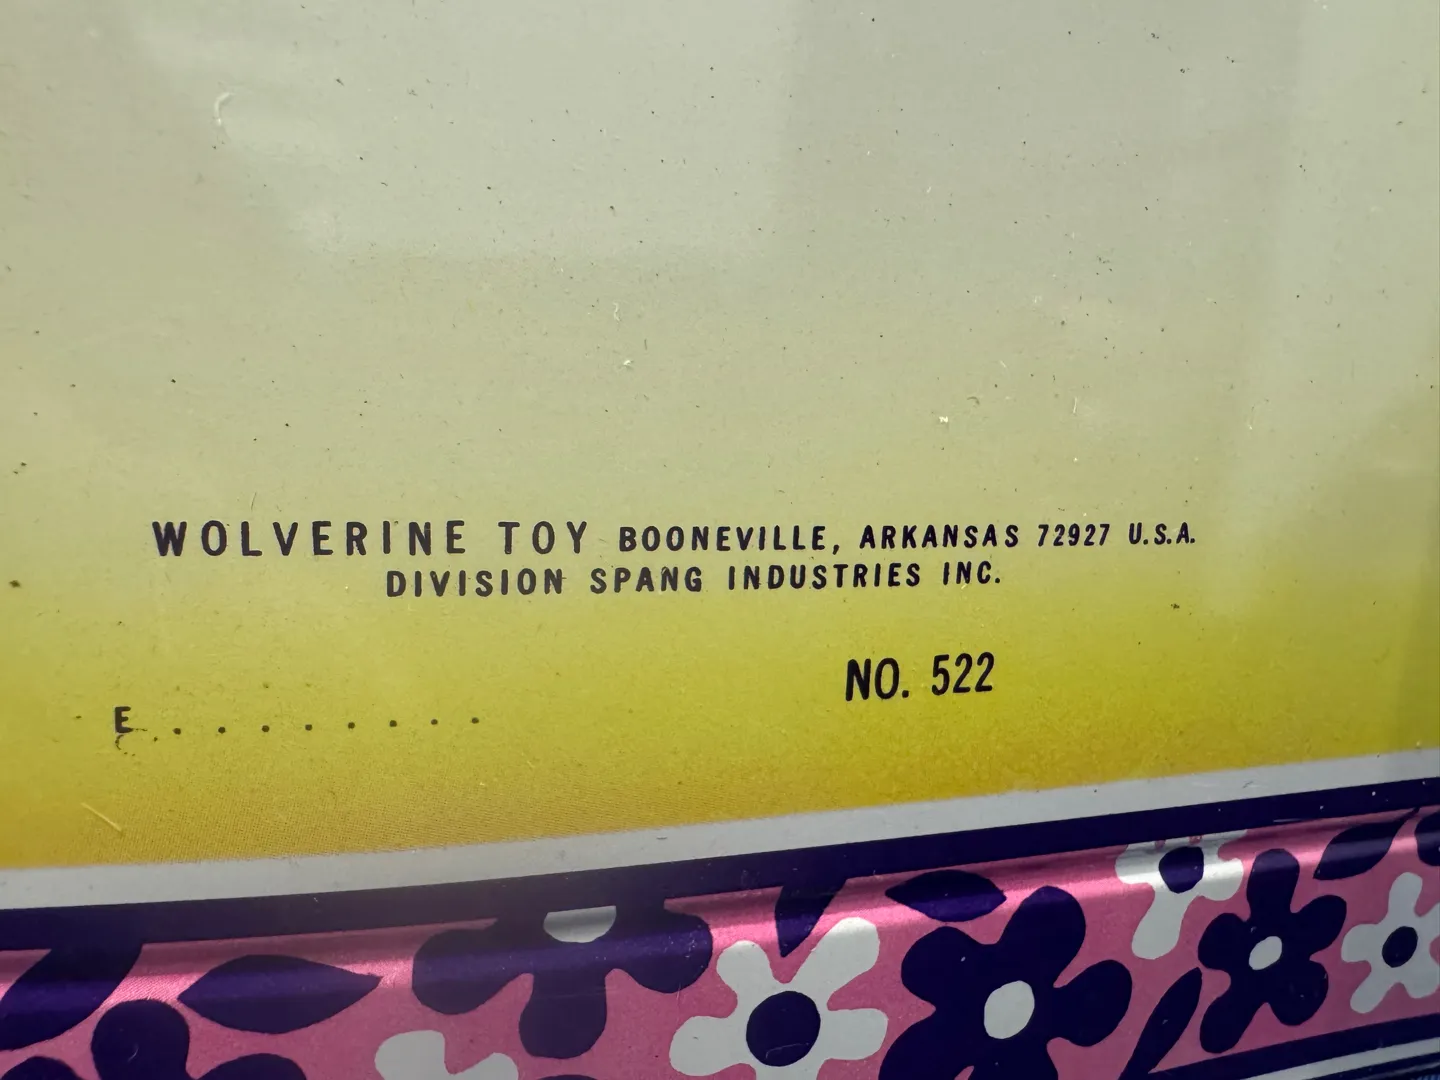 WOLVERINE TOY BOONEVILLE, ARKANSAS 72927 U.S.A.
DIVISION SPANG INDUSTRIES INC.
NO. 522
E.........